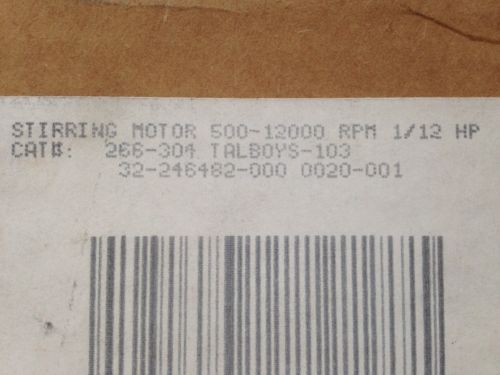 STIRRING MOTOR 500-12000 RPM 1/12 HP
CAT#: 266-304 TALBOYS-103
32-246482-000 0020-001